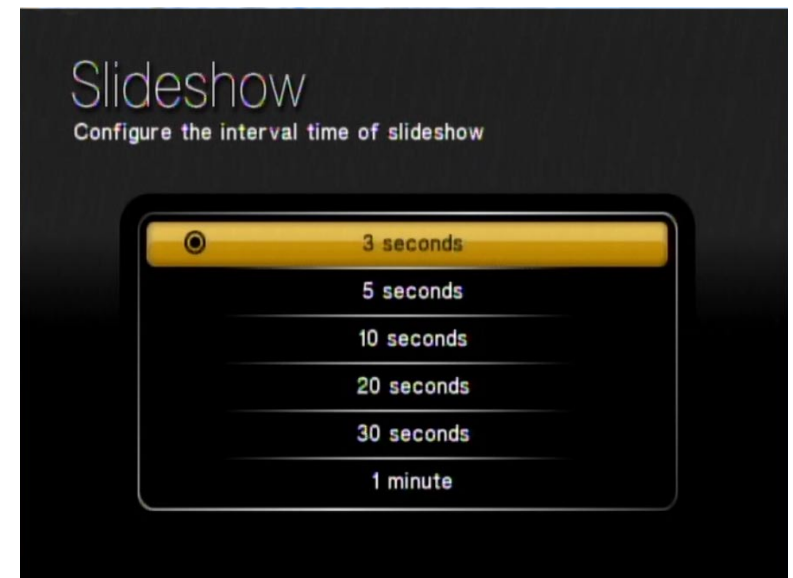 Slideshow
Configure the interval time of slideshow
3 seconds
5 seconds
10 seconds
20 seconds
30 seconds
1 minute